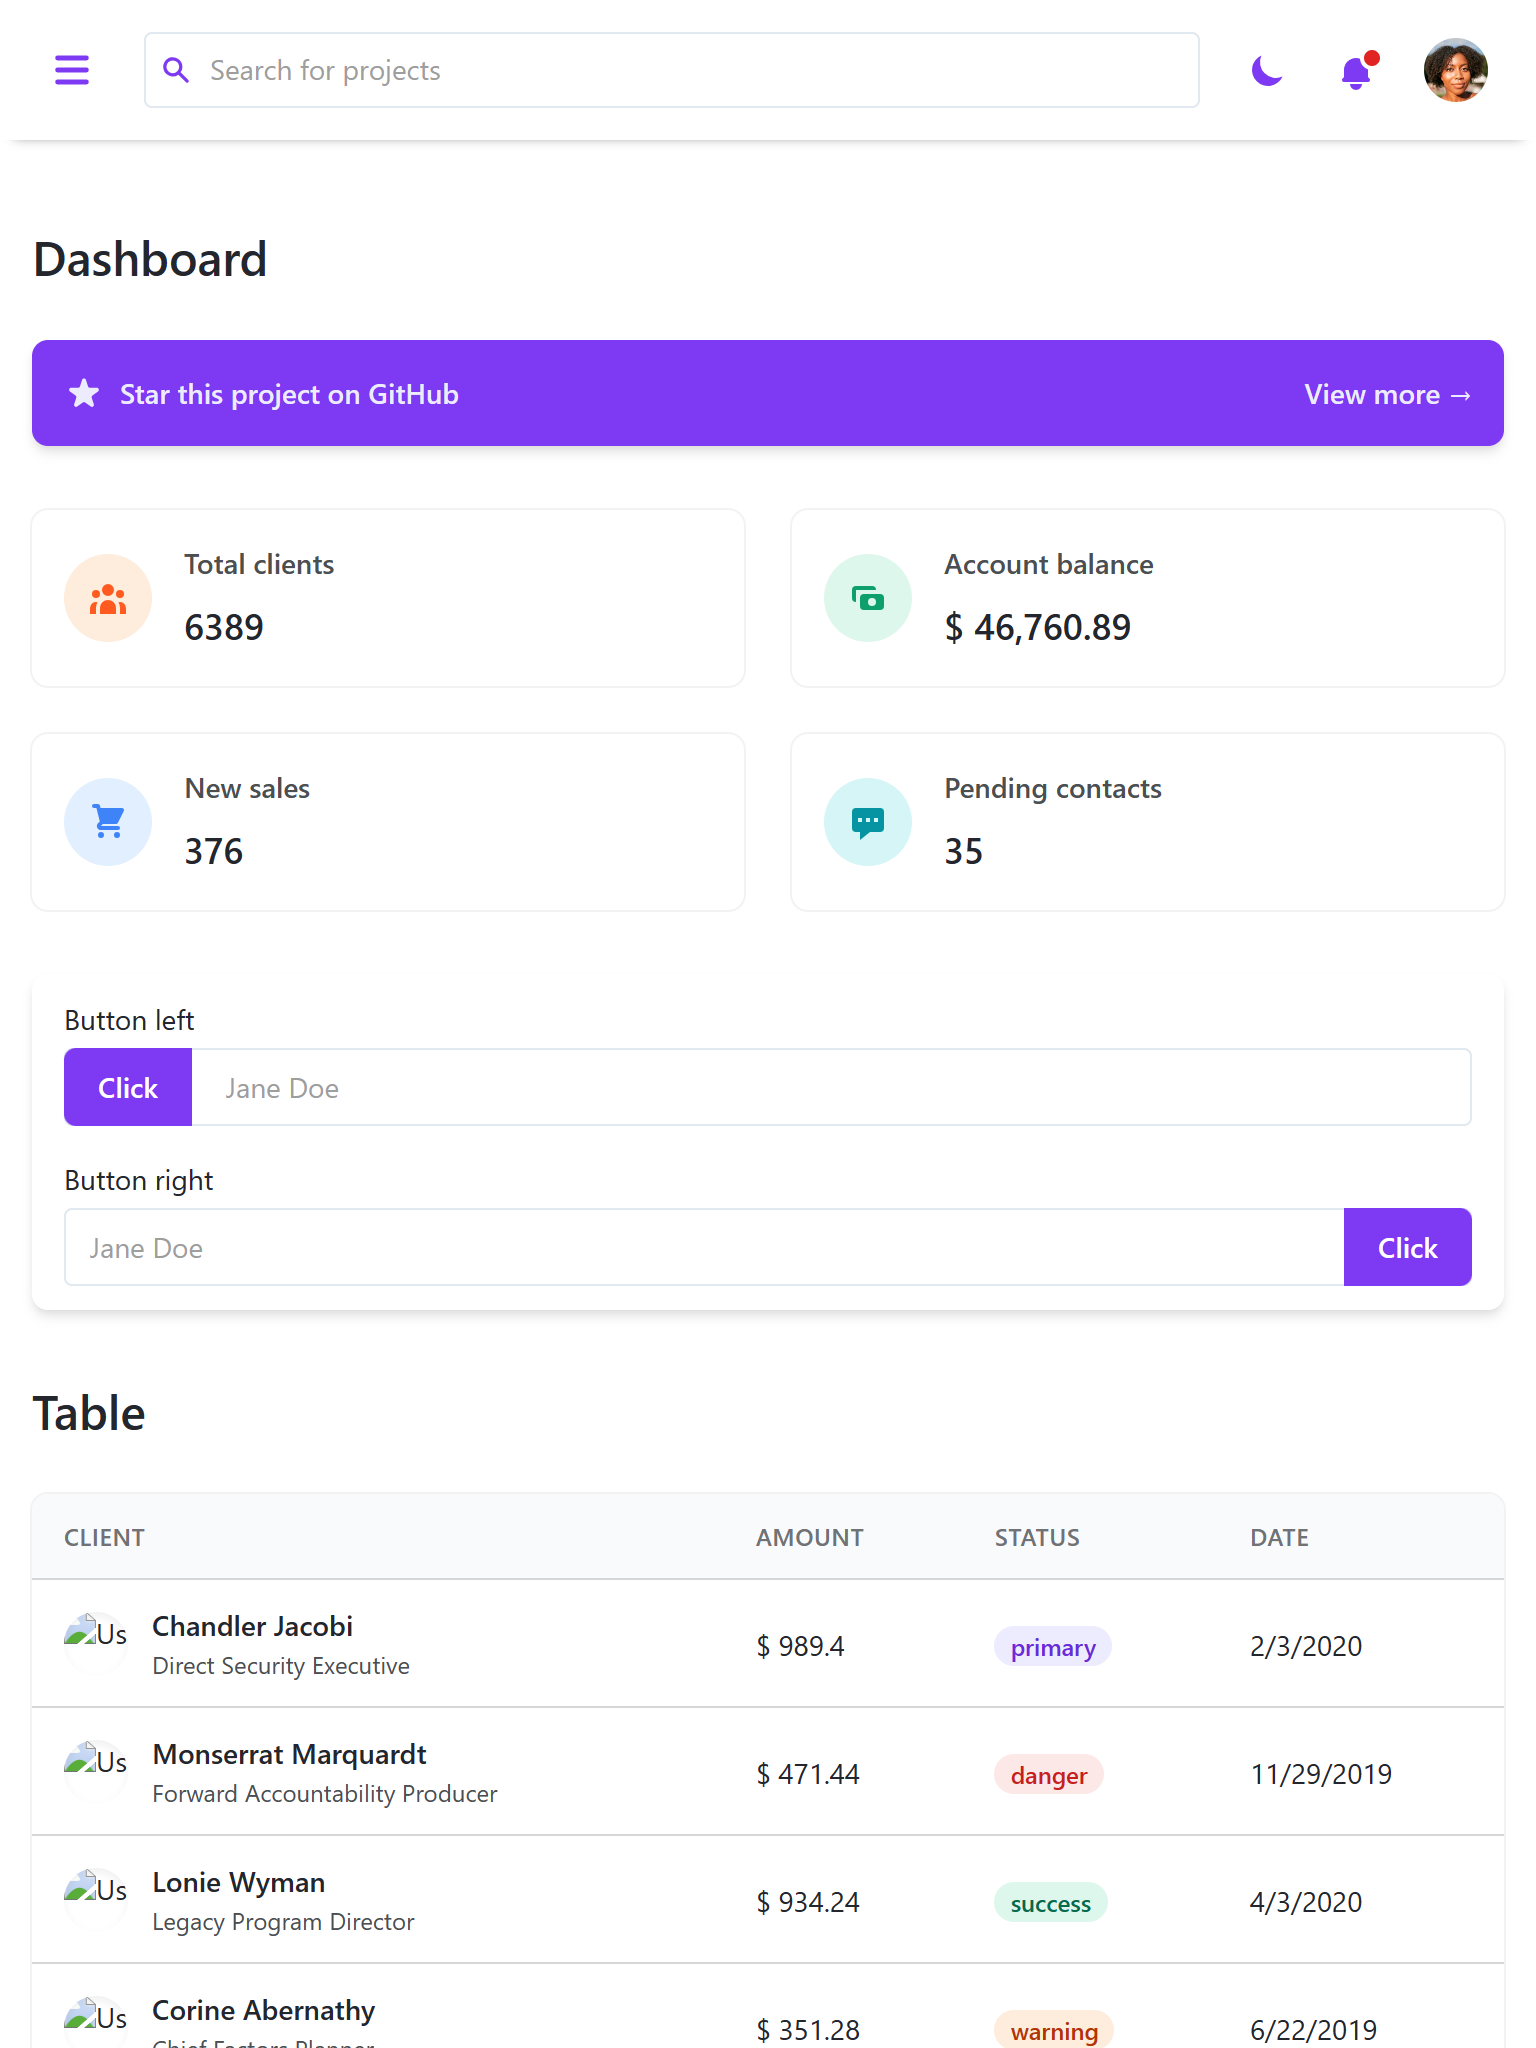 Search for projects
Dashboard
Star this project on GitHub
View more →
Total clients
6389
Account balance
$ 46,760.89
New sales
376
Pending contacts
35
Button left
Click
Jane Doe
Button right
Jane Doe
Click
Table
CLIENT AMOUNT STATUS DATE
Us
Chandler Jacobi
Direct Security Executive
$ 989.4
primary
2/3/2020
Us
Monserrat Marquardt
Forward Accountability Producer
$ 471.44
danger
11/29/2019
Us
Lonie Wyman
Legacy Program Director
$ 934.24
success
4/3/2020
Us
Corine Abernathy
Chief Factors Planner
$ 351.28
warning
6/22/2019